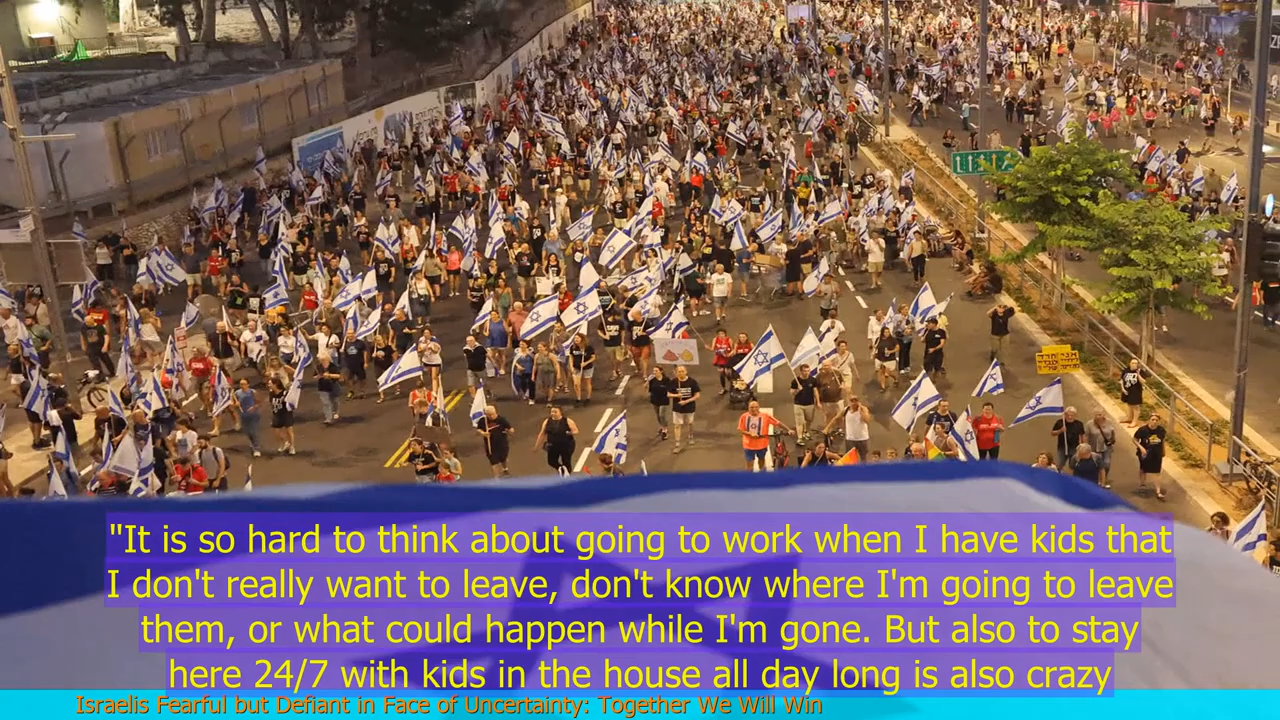 "It is so hard to think about going to work when I have kids that
I don't really want to leave, don't know where I'm going to leave
them, or what could happen while I'm gone. But also to stay
here 24/7 with kids in the house all day long is also crazy
Israelis Fearful but Defiant in Face of Uncertainty: Together We Will Win